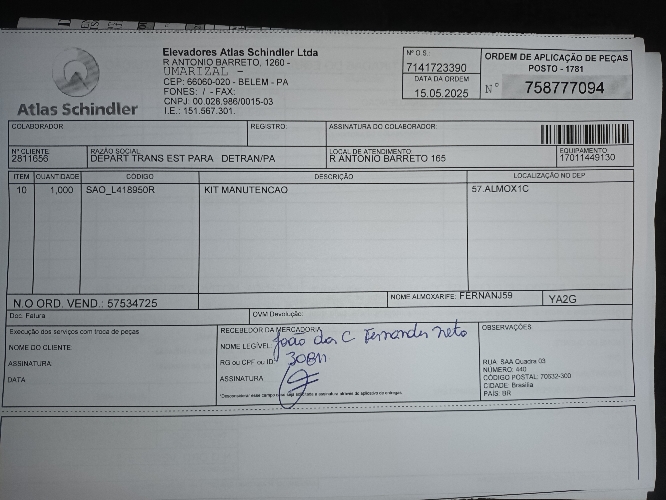 Atlas Schindler
Elevadores Atlas Schindler Ltda
R ANTONIO BARRETO, 1260 -
UMARIZAL -
CEP: 66060-020 - BELEM - PA
FONES: / - FAX:
CNPJ: 00.028.986/0015-03
I.E.: 151.567.301.
Nº O.S.:
7141723390
DATA DA ORDEM
15.05.2025
ORDEM DE APLICAÇÃO DE PEÇAS
POSTO - 1781
Nº 758777094
COLABORADOR: REGISTRO: ASSINATURA DO COLABORADOR:
Nº CLIENTE RAZÃO SOCIAL LOCAL DE ATENDIMENTO EQUIPAMENTO
2811656 DEPART TRANS EST PARA DETRAN/PA R ANTONIO BARRETO 165 17011449130
ITEM QUANTIDADE CÓDIGO DESCRIÇÃO LOCALIZAÇÃO NO DEP
10 1,000 SAO_L418950R KIT MANUTENCAO 57.ALMOX1C
N.O ORD. VEND.: 57534725
NOME ALMOXARIFE: FERNANJ59 YA2G
Doc. Fatura OVM Devolução:
Execução dos serviços com troca de peças
NOME DO CLIENTE:
ASSINATURA:
DATA
RECEBEDOR DA MERCADORIA
NOME LEGÍVEL: João dos C Fernandes Neto
RG ou CPF ou ID
ASSINATURA
OBSERVAÇÕES:
RUA: SAA Quadra 03
NÚMERO: 440
CÓDIGO POSTAL: 70632-300
CIDADE: Brasilia
PAÍS: BR